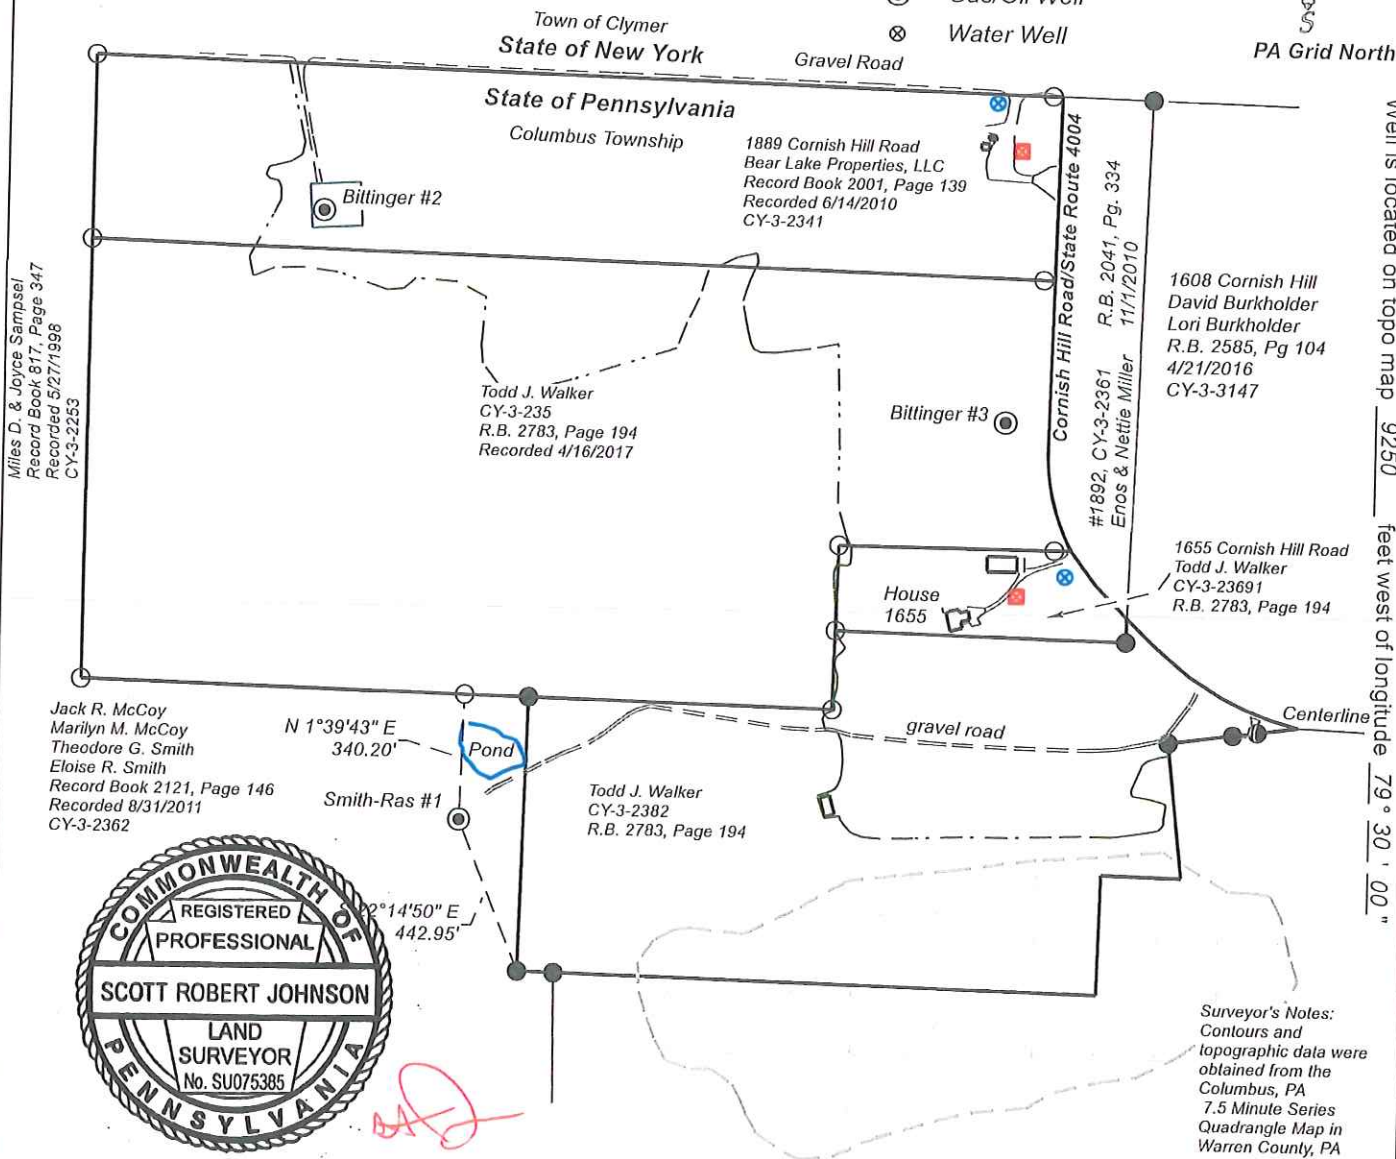 Town of Clymer
State of New York
Gravel Road
Water Well
S
PA Grid North
State of Pennsylvania
Columbus Township
1889 Cornish Hill Road
Bear Lake Properties, LLC
Record Book 2001, Page 139
Recorded 6/14/2010
CY-3-2341
Bittinger #2
Cornish Hill Road/State Route 4004
#1892, CY-3-2361 R.B. 2041, Pg. 334
Enos & Nettie Miller 11/1/2010
1608 Cornish Hill
David Burkholder
Lori Burkholder
R.B. 2585, Pg 104
4/21/2016
CY-3-3147
Miles D. & Joyce Sampsel
Record Book 817, Page 347
Recorded 5/27/1998
CY-3-2253
Todd J. Walker
CY-3-235
R.B. 2783, Page 194
Recorded 4/16/2017
Bittinger #3
House
1655
1655 Cornish Hill Road
Todd J. Walker
CY-3-23691
R.B. 2783, Page 194
Well is located on topo map 9250 feet west of longitude 79° 30 ' 00 "
Jack R. McCoy
Marilyn M. McCoy
Theodore G. Smith
Eloise R. Smith
Record Book 2121, Page 146
Recorded 8/31/2011
CY-3-2362
N 1°39'43" E
340.20'
Pond
Smith-Ras #1
gravel road
Centerline
Todd J. Walker
CY-3-2382
R.B. 2783, Page 194
2°14'50" E
442.95'
COMMONWEALTH OF
REGISTERED
PROFESSIONAL
SCOTT ROBERT JOHNSON
LAND
SURVEYOR
No. SU075385
PENNSYLVANIA
Surveyor's Notes:
Contours and
topographic data were
obtained from the
Columbus, PA
7.5 Minute Series
Quadrangle Map in
Warren County, PA